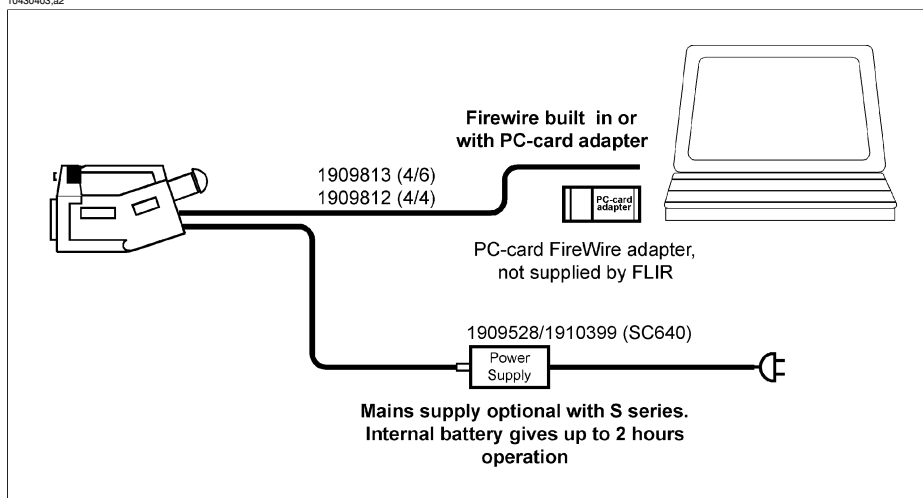 10430403;a2
Firewire built in or
with PC-card adapter
1909813 (4/6)
1909812 (4/4)
PC-card
adapter
PC-card FireWire adapter,
not supplied by FLIR
1909528/1910399 (SC640)
Power
Supply
Mains supply optional with S series.
Internal battery gives up to 2 hours
operation